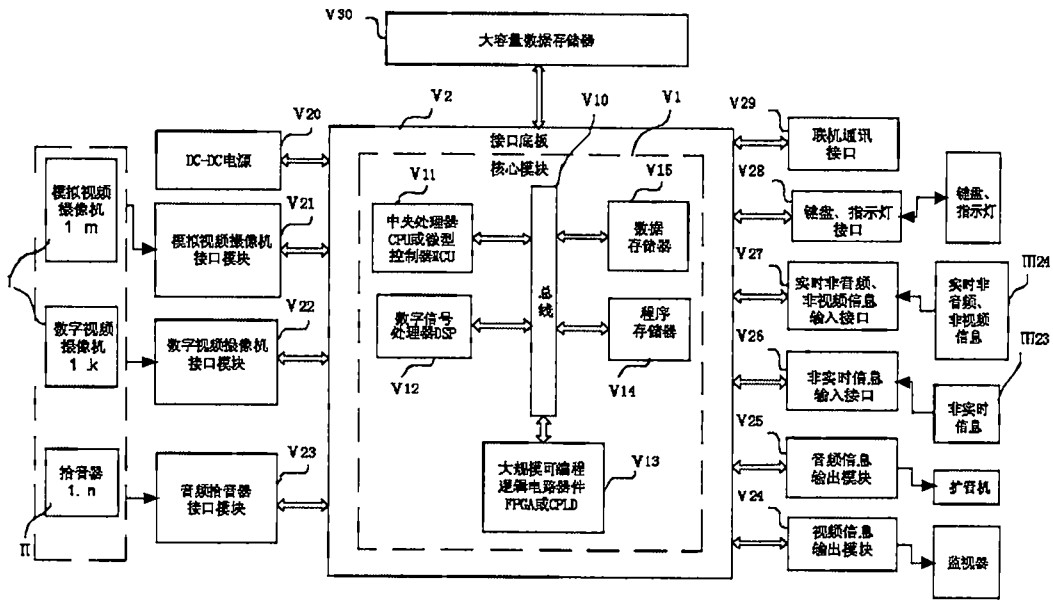 V30
大容量数据存储器
V2
V10
V1
V29
接口底板
联机通讯
接口
V20
DC-DC电源
核心模块
V28
键盘、指示灯
接口
键盘、
指示灯
模拟视频
摄像机
1 m
V21
模拟视频摄像机
接口模块
V11
中央处理器
CPU或微型
控制器MCU
V15
数据
存储器
总线
V27
实时非音频、
非视频信息
输入接口
实时非
音频、
非视频
信息
III24
I
数字视频
摄像机
1 .k
V22
数字视频摄像机
接口模块
数字信号
处理器DSP
V12
程序
存储器
V14
V26
非实时信息
输入接口
非实时
信息
III23
拾音器
1. n
II
V23
音频拾音器
接口模块
大规模可编程
逻辑电路器件
FPGA或CPLD
V13
V25
音频信息
输出模块
扩音机
V24
视频信息
输出模块
监视器